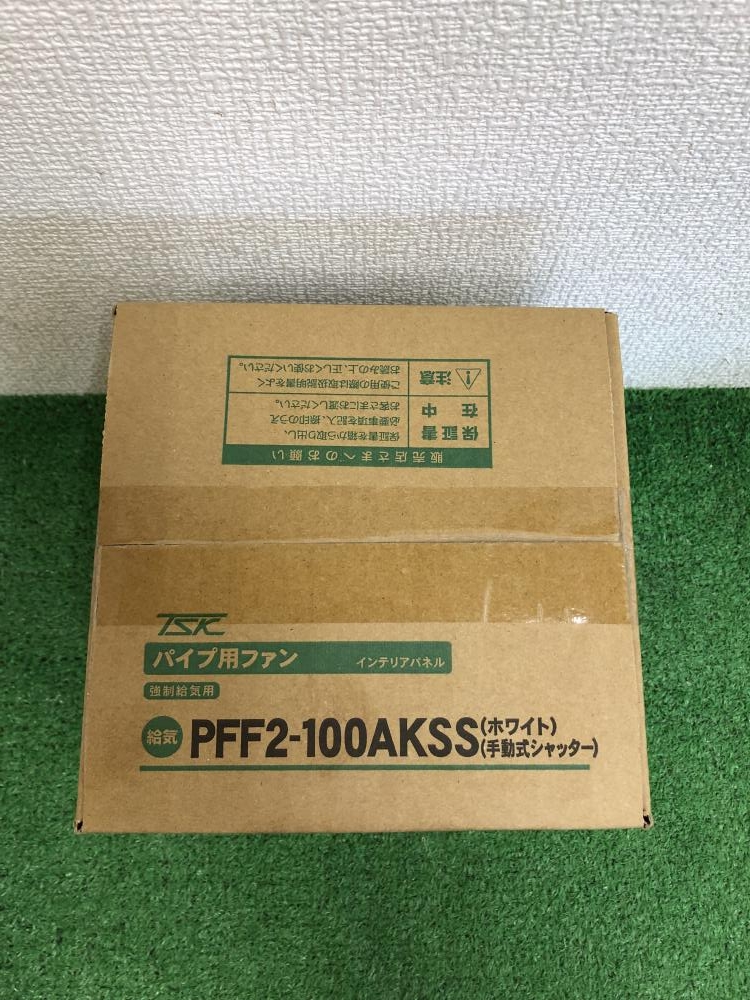 販売店さまへのお願い
保証書
在中
保証書を箱から取り出し、
必要事項を記入、捺印のうえ
お客さまにお渡しください。
注意
ご使用の際は取扱説明書をよく
お読みの上、正しくお使いください。
TSK
パイプ用ファン インテリアパネル
強制給気用
給気 PFF2-100AKSS (ホワイト)
(手動式シャッター)